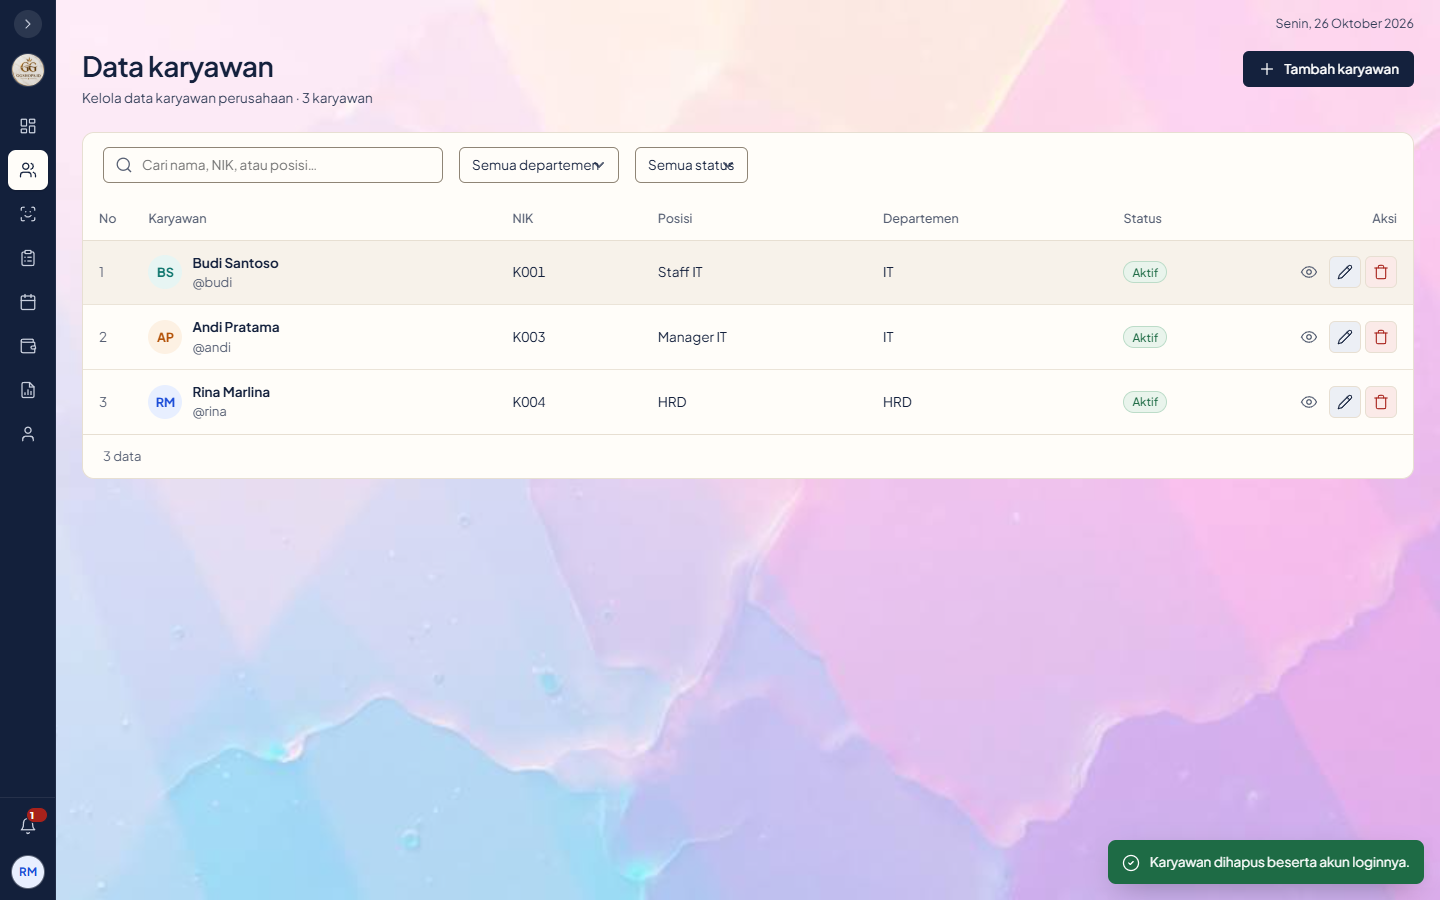 Senin, 26 Oktober 2026
Data karyawan
Tambah karyawan
Kelola data karyawan perusahaan · 3 karyawan
Cari nama, NIK, atau posisi...
Semua departemen
Semua status
No Karyawan NIK Posisi Departemen Status Aksi
1 BS Budi Santoso K001 Staff IT IT Aktif
@budi
2 AP Andi Pratama K003 Manager IT IT Aktif
@andi
3 RM Rina Marlina K004 HRD HRD Aktif
@rina
3 data
1
RM
Karyawan dihapus beserta akun loginnya.